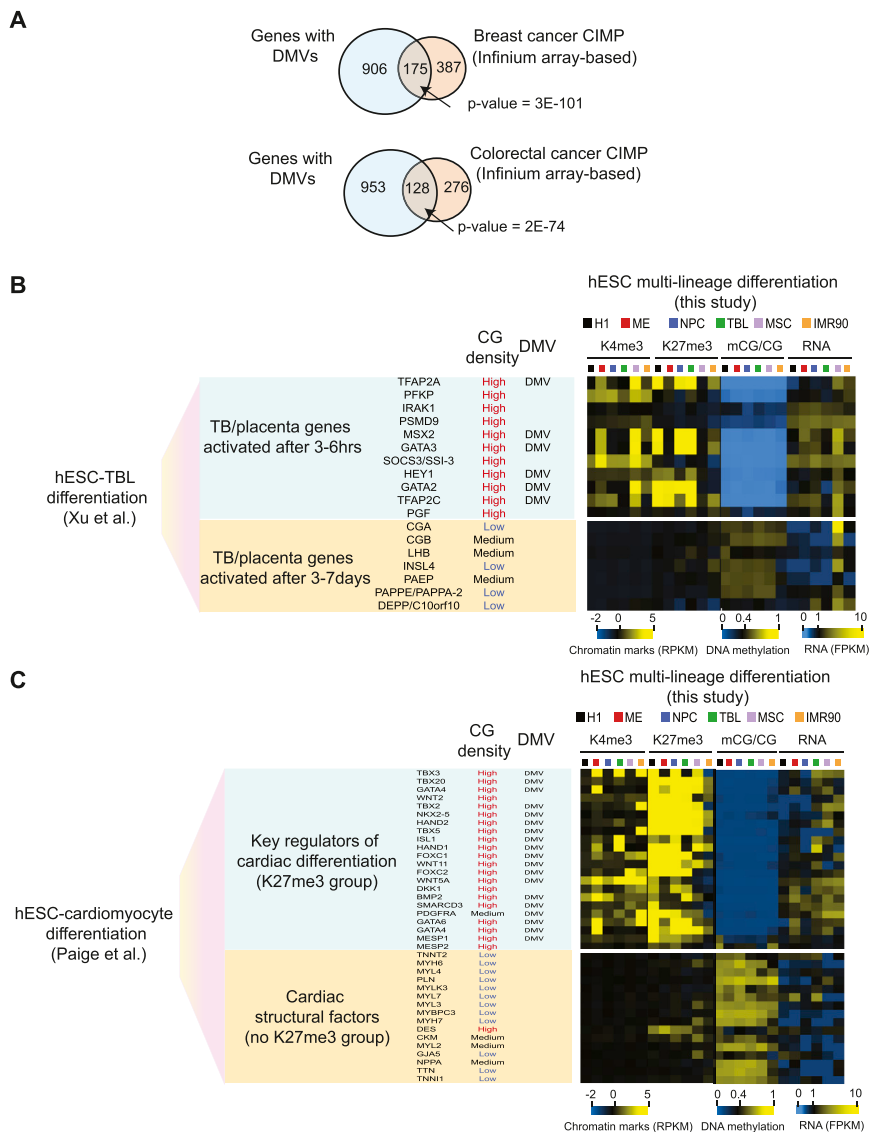 A
Genes with
DMVs
906
175
387
Breast cancer CIMP
(Infinium array-based)
p-value = 3E-101
Genes with
DMVs
953
128
276
Colorectal cancer CIMP
(Infinium array-based)
p-value = 2E-74
B
hESC multi-lineage differentiation
(this study)
H1 ME NPC TBL MSC IMR90
CG
density
DMV
K4me3 K27me3 mCG/CG RNA
hESC-TBL
differentiation
(Xu et al.)
TB/placenta genes
activated after 3-6hrs
TFAP2A High DMV
PFKP High
IRAK1 High
PSMD9 High
MSX2 High DMV
GATA3 High DMV
SOCS3/SSI-3 High
HEY1 High DMV
GATA2 High DMV
TFAP2C High DMV
PGF High
TB/placenta genes
activated after 3-7days
CGA Low
CGB Medium
LHB Medium
INSL4 Low
PAEP Medium
PAPPE/PAPPA-2 Low
DEPP/C10orf10 Low
-2 0 5
Chromatin marks (RPKM)
0 0.4 1
DNA methylation
0 1 10
RNA (FPKM)
C
hESC multi-lineage differentiation
(this study)
H1 ME NPC TBL MSC IMR90
CG
density
DMV
K4me3 K27me3 mCG/CG RNA
hESC-cardiomyocyte
differentiation
(Paige et al.)
Key regulators of
cardiac differentiation
(K27me3 group)
TBX3 High DMV
TBX20 High DMV
GATA4 High DMV
WNT2 High
TBX2 High DMV
NKX2-5 High DMV
HAND2 High DMV
TBX5 High DMV
ISL1 High DMV
HAND1 High DMV
FOXC1 High DMV
WNT11 High DMV
FOXC2 High DMV
WNT5A High DMV
DKK1 High
BMP2 High DMV
SMARCD3 High DMV
PDGFRA Medium DMV
GATA6 High DMV
GATA4 High DMV
MESP1 High DMV
MESP2 High
Cardiac
structural factors
(no K27me3 group)
TNNT2 Low
MYH6 Low
MYL4 Low
PLN Low
MYLK3 Low
MYL7 Low
MYL3 Low
MYBPC3 Low
MYH7 Low
DES High
CKM Medium
MYL2 Medium
GJA5 Low
NPPA Medium
TTN Low
TNNI1 Low
-2 0 5
Chromatin marks (RPKM)
0 0.4 1
DNA methylation
0 1 10
RNA (FPKM)